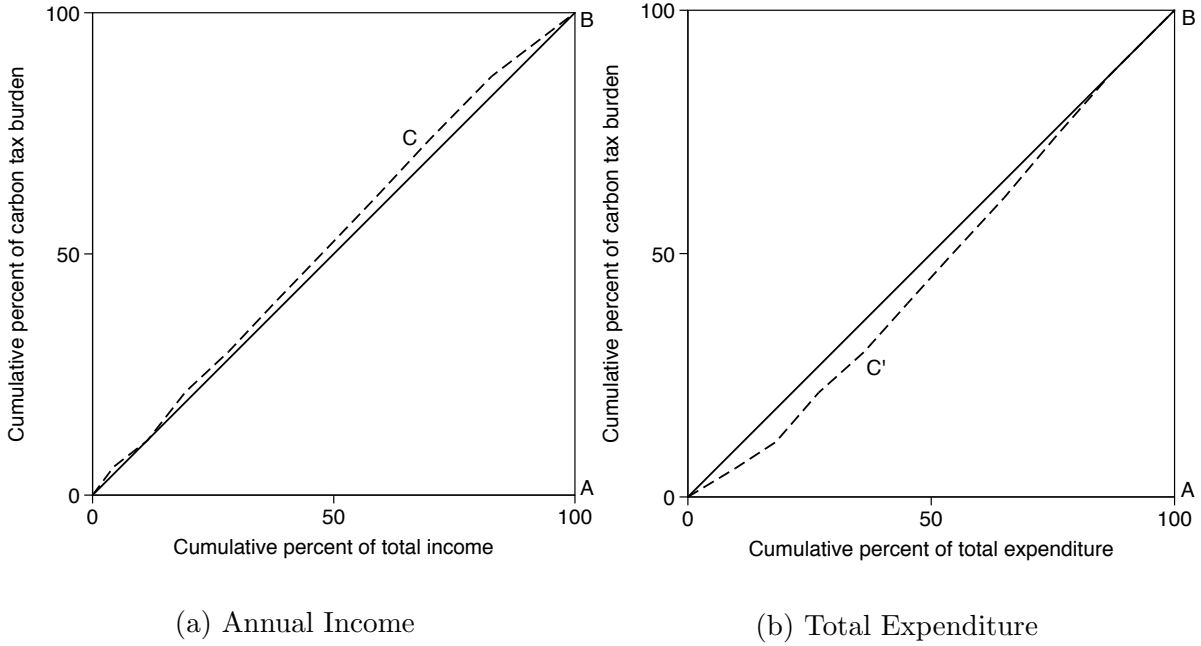 Cumulative percent of carbon tax burden
100
50
0
C
B
A
0 50 100
Cumulative percent of total income
(a) Annual Income
Cumulative percent of carbon tax burden
100
50
0
C'
B
A
0 50 100
Cumulative percent of total expenditure
(b) Total Expenditure